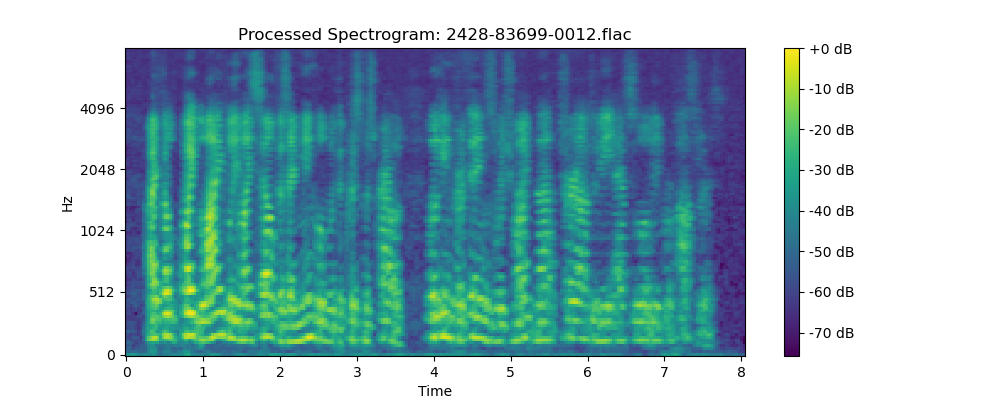 Processed Spectrogram: 2428-83699-0012.flac
Hz
4096
2048
1024
512
0
0 1 2 3 4 5 6 7 8
Time
+0 dB
-10 dB
-20 dB
-30 dB
-40 dB
-50 dB
-60 dB
-70 dB